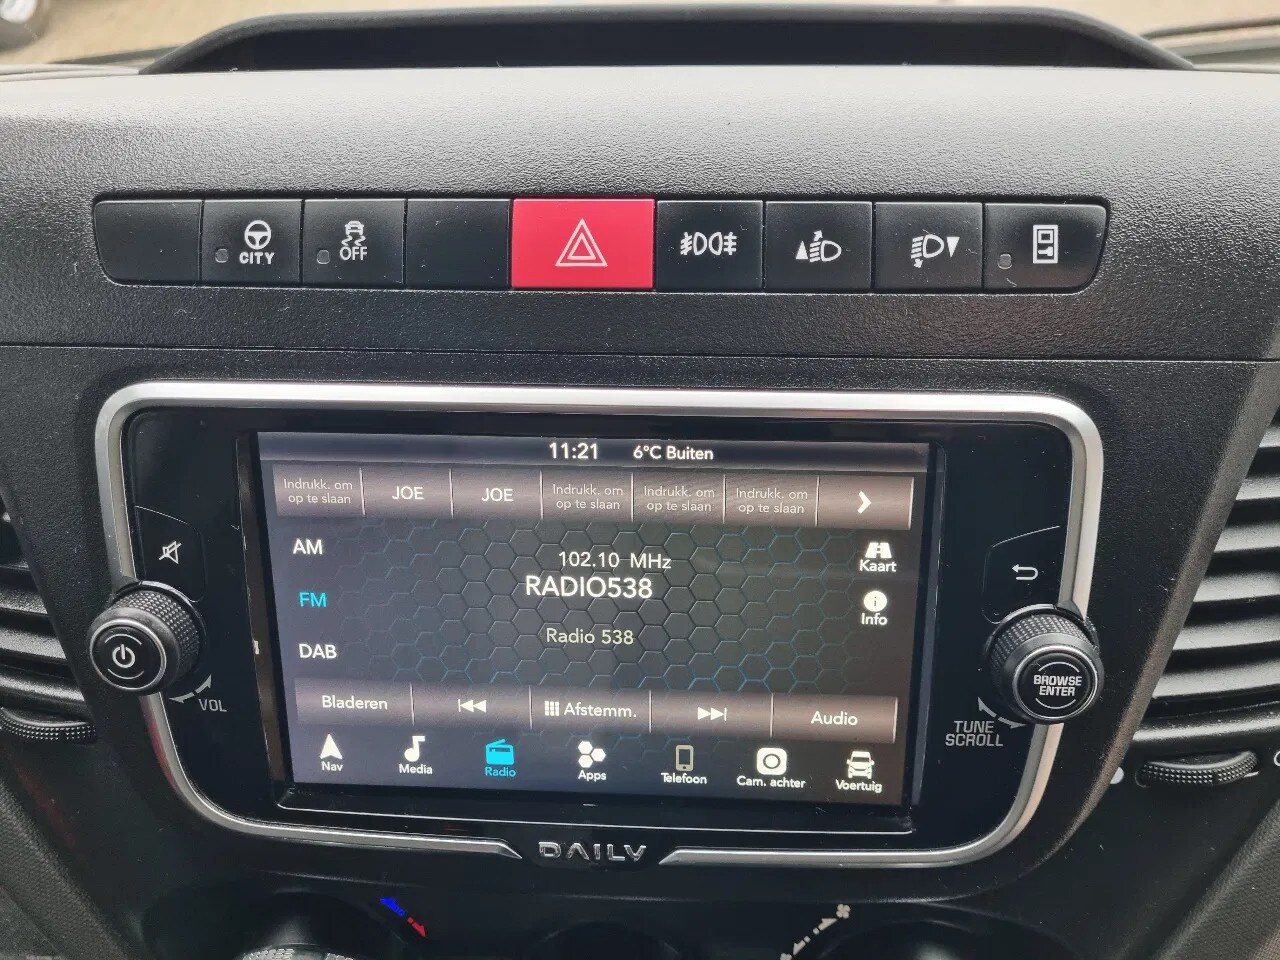 CITY
OFF
11:21 6°C Buiten
Indrukk. om
op te slaan
JOE
JOE
Indrukk. om
op te slaan
Indrukk. om
op te slaan
Indrukk. om
op te slaan
AM
102.10 MHz
Kaart
RADIO538
FM
Info
Radio 538
DAB
BROWSE
ENTER
VOL
Bladeren
Afstemm.
Audio
TUNE
SCROLL
Nav
Media
Radio
Apps
Telefoon
Cam. achter
Voertuig
DAILY